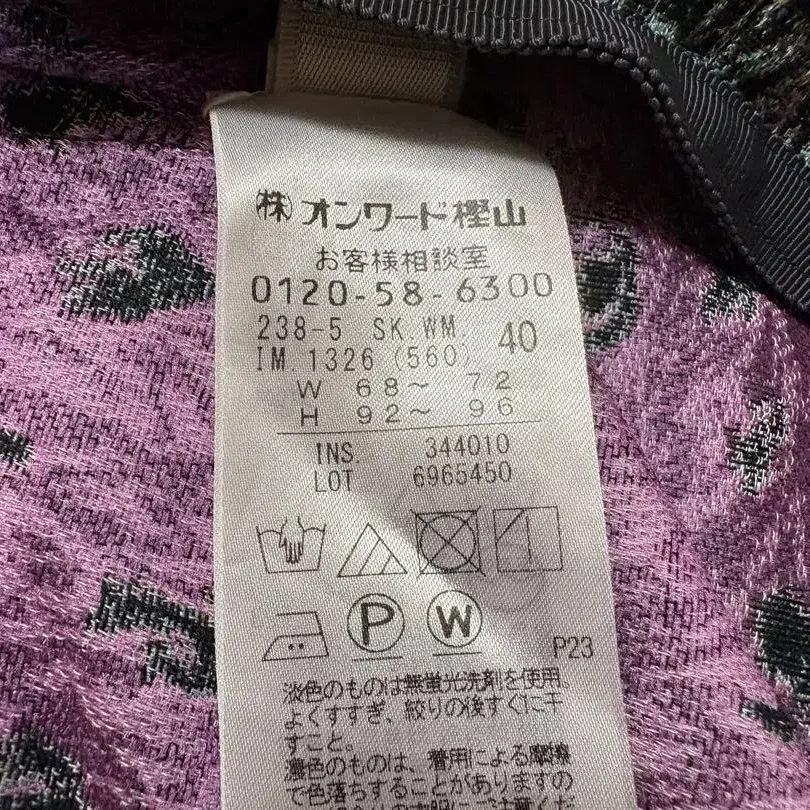 ㈱オンワード樫山
お客様相談室
0120-58-6300
238-5 SK.WM. 40
IM.1326 (560)
W 68〜 72
H 92〜 96
INS. 344010
LOT 6965450
P W
P23
淡色のものは無蛍光洗剤を使用。
よくすすぎ、絞りの後すぐに干
すこと。
濃色のものは、着用による摩擦
で色落ちすることがありますの